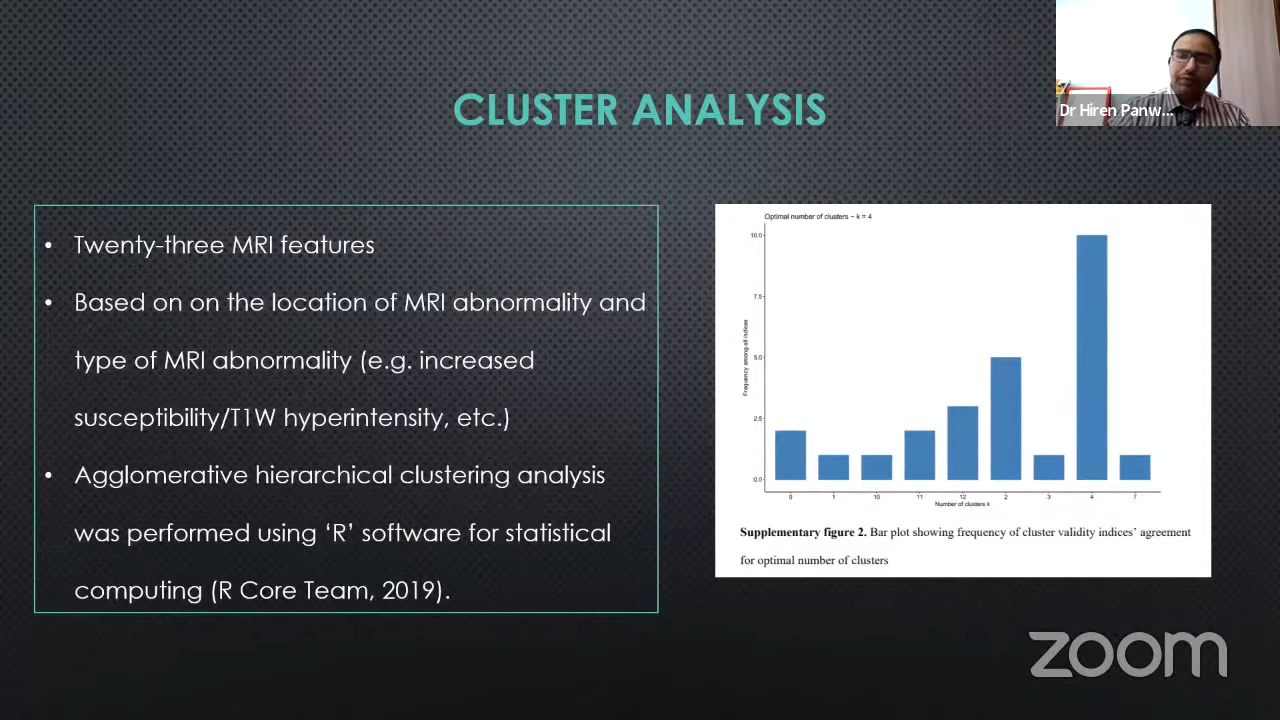 CLUSTER ANALYSIS
Dr Hiren Panw...
• Twenty-three MRI features
• Based on on the location of MRI abnormality and
type of MRI abnormality (e.g. increased
susceptibility/T1W hyperintensity, etc.)
• Agglomerative hierarchical clustering analysis
was performed using ‘R’ software for statistical
computing (R Core Team, 2019).
Optimal number of clusters − k = 4
Frequency among all indices
10.0
7.5
5.0
2.5
0.0
0 1 10 11 12 2 3 4 7
Number of clusters k
Supplementary figure 2. Bar plot showing frequency of cluster validity indices’ agreement
for optimal number of clusters
zoom